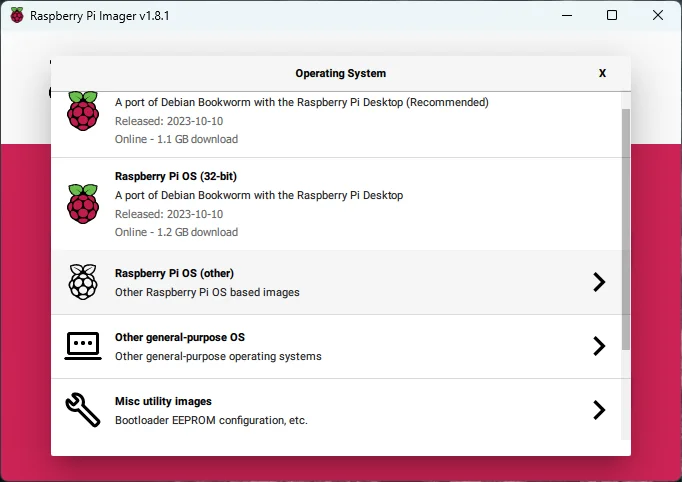 Raspberry Pi Imager v1.8.1
Operating System
X
A port of Debian Bookworm with the Raspberry Pi Desktop (Recommended)
Released: 2023-10-10
Online - 1.1 GB download
Raspberry Pi OS (32-bit)
A port of Debian Bookworm with the Raspberry Pi Desktop
Released: 2023-10-10
Online - 1.2 GB download
Raspberry Pi OS (other)
Other Raspberry Pi OS based images
Other general-purpose OS
Other general-purpose operating systems
Misc utility images
Bootloader EEPROM configuration, etc.